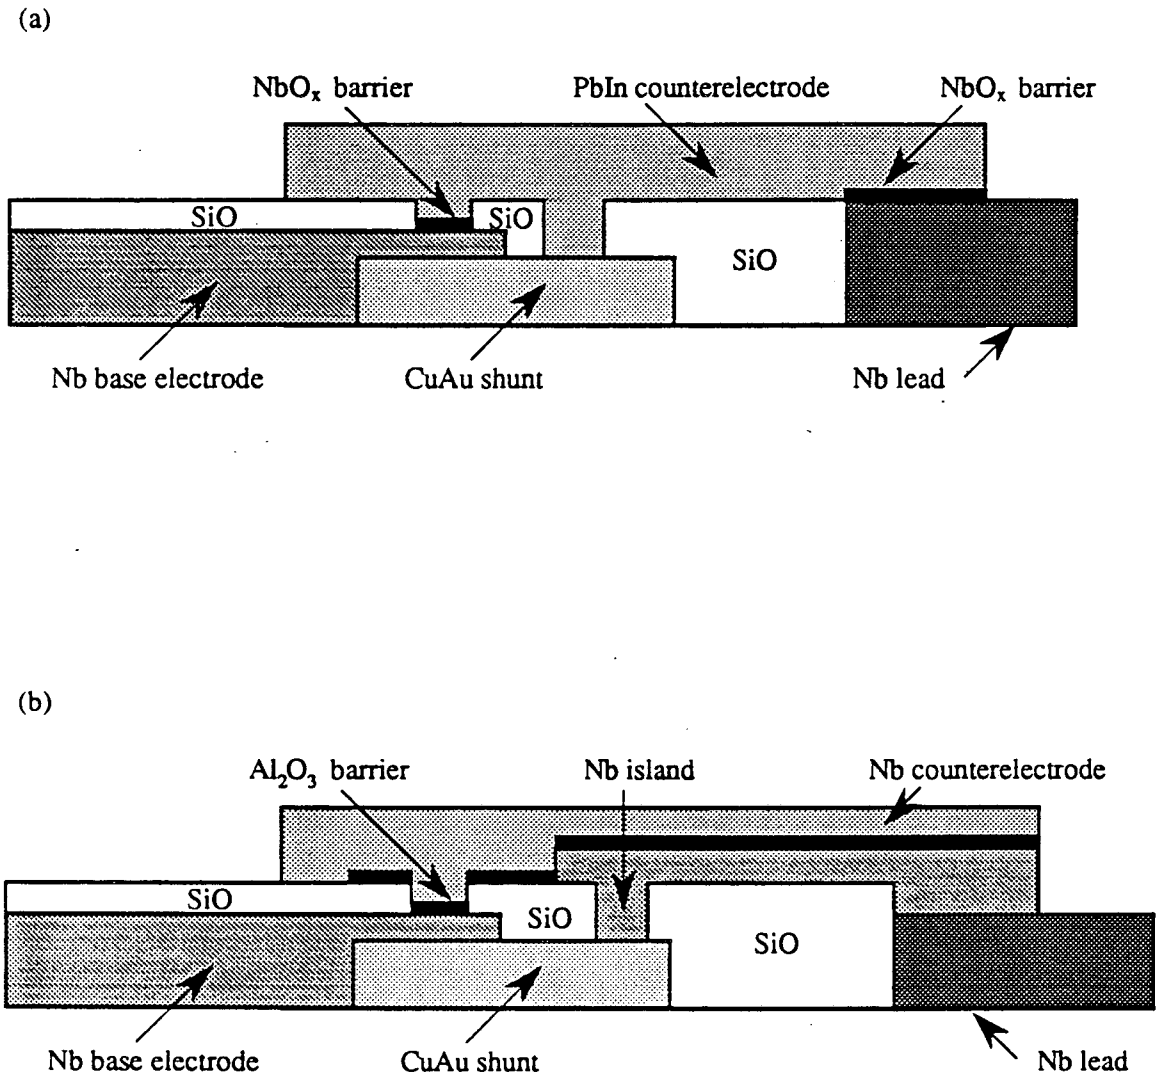 (a)
NbOx barrier
PbIn counterelectrode
NbOx barrier
SiO
SiO
SiO
Nb base electrode
CuAu shunt
Nb lead
(b)
Al2O3 barrier
Nb island
Nb counterelectrode
SiO
SiO
SiO
Nb base electrode
CuAu shunt
Nb lead